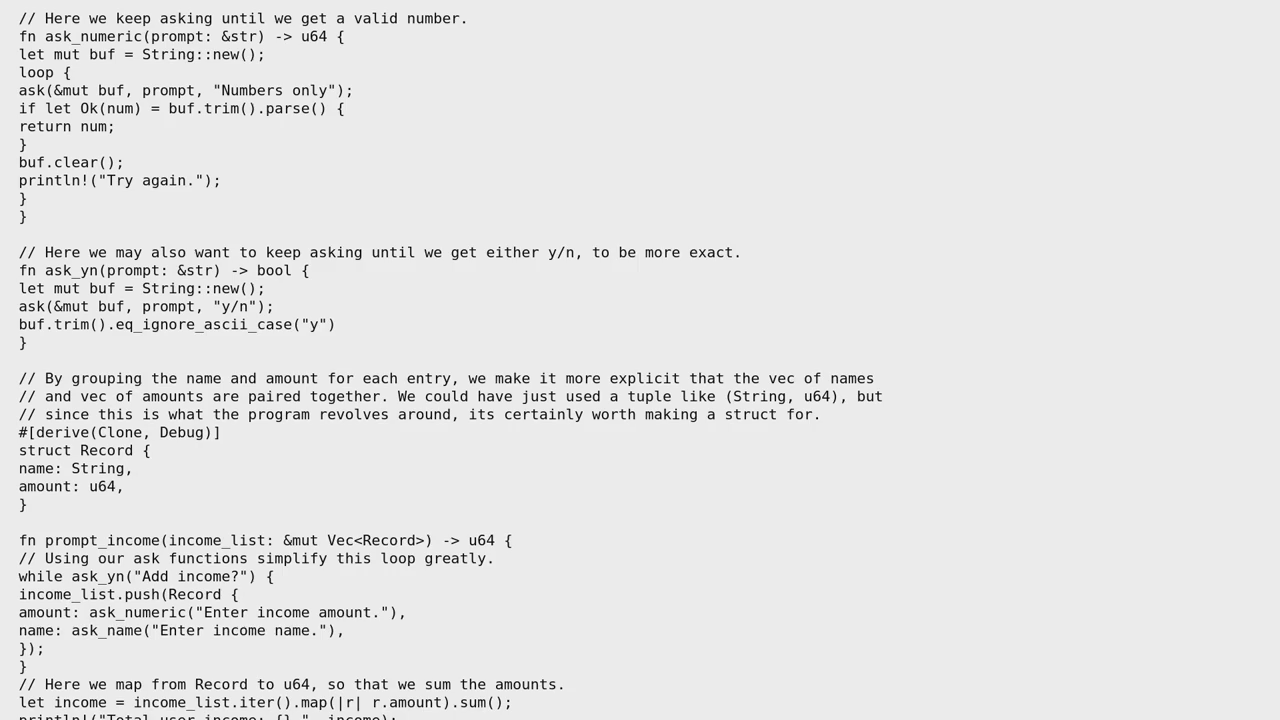 // Here we keep asking until we get a valid number.
fn ask_numeric(prompt: &str) -> u64 {
let mut buf = String::new();
loop {
ask(&mut buf, prompt, "Numbers only");
if let Ok(num) = buf.trim().parse() {
return num;
}
buf.clear();
println!("Try again.");
}
}

// Here we may also want to keep asking until we get either y/n, to be more exact.
fn ask_yn(prompt: &str) -> bool {
let mut buf = String::new();
ask(&mut buf, prompt, "y/n");
buf.trim().eq_ignore_ascii_case("y")
}

// By grouping the name and amount for each entry, we make it more explicit that the vec of names
// and vec of amounts are paired together. We could have just used a tuple like (String, u64), but
// since this is what the program revolves around, its certainly worth making a struct for.
#[derive(Clone, Debug)]
struct Record {
name: String,
amount: u64,
}

fn prompt_income(income_list: &mut Vec<Record>) -> u64 {
// Using our ask functions simplify this loop greatly.
while ask_yn("Add income?") {
income_list.push(Record {
amount: ask_numeric("Enter income amount."),
name: ask_name("Enter income name."),
});
}
// Here we map from Record to u64, so that we sum the amounts.
let income = income_list.iter().map(|r| r.amount).sum();
println!("Total user income: {} ", income);